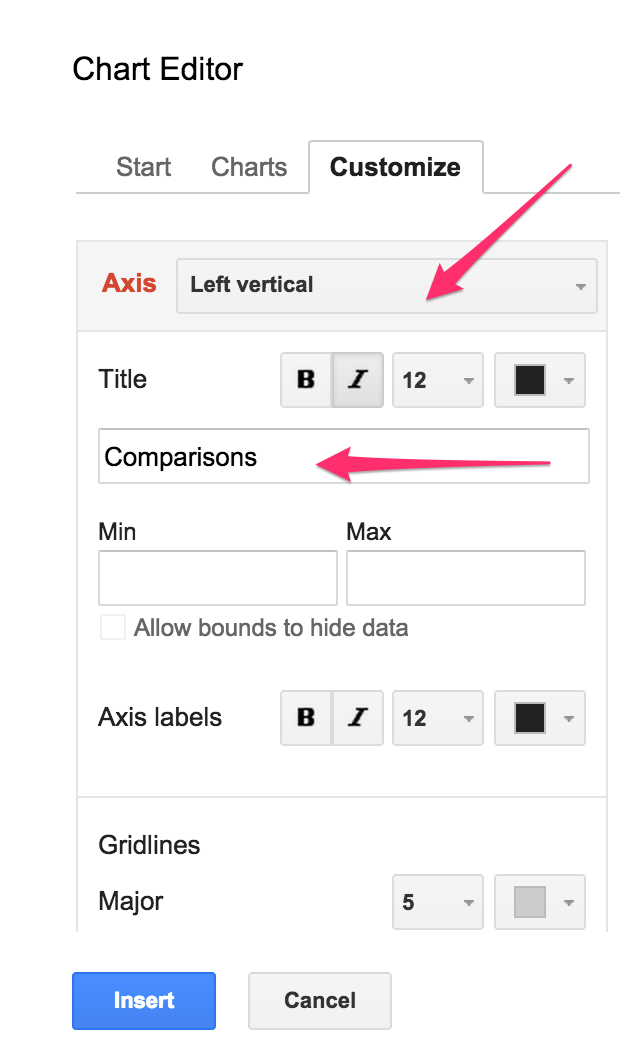 Chart Editor
Start Charts Customize
Axis Left vertical
Title B I 12
Comparisons
Min Max
Allow bounds to hide data
Axis labels B I 12
Gridlines
Major 5
Insert Cancel